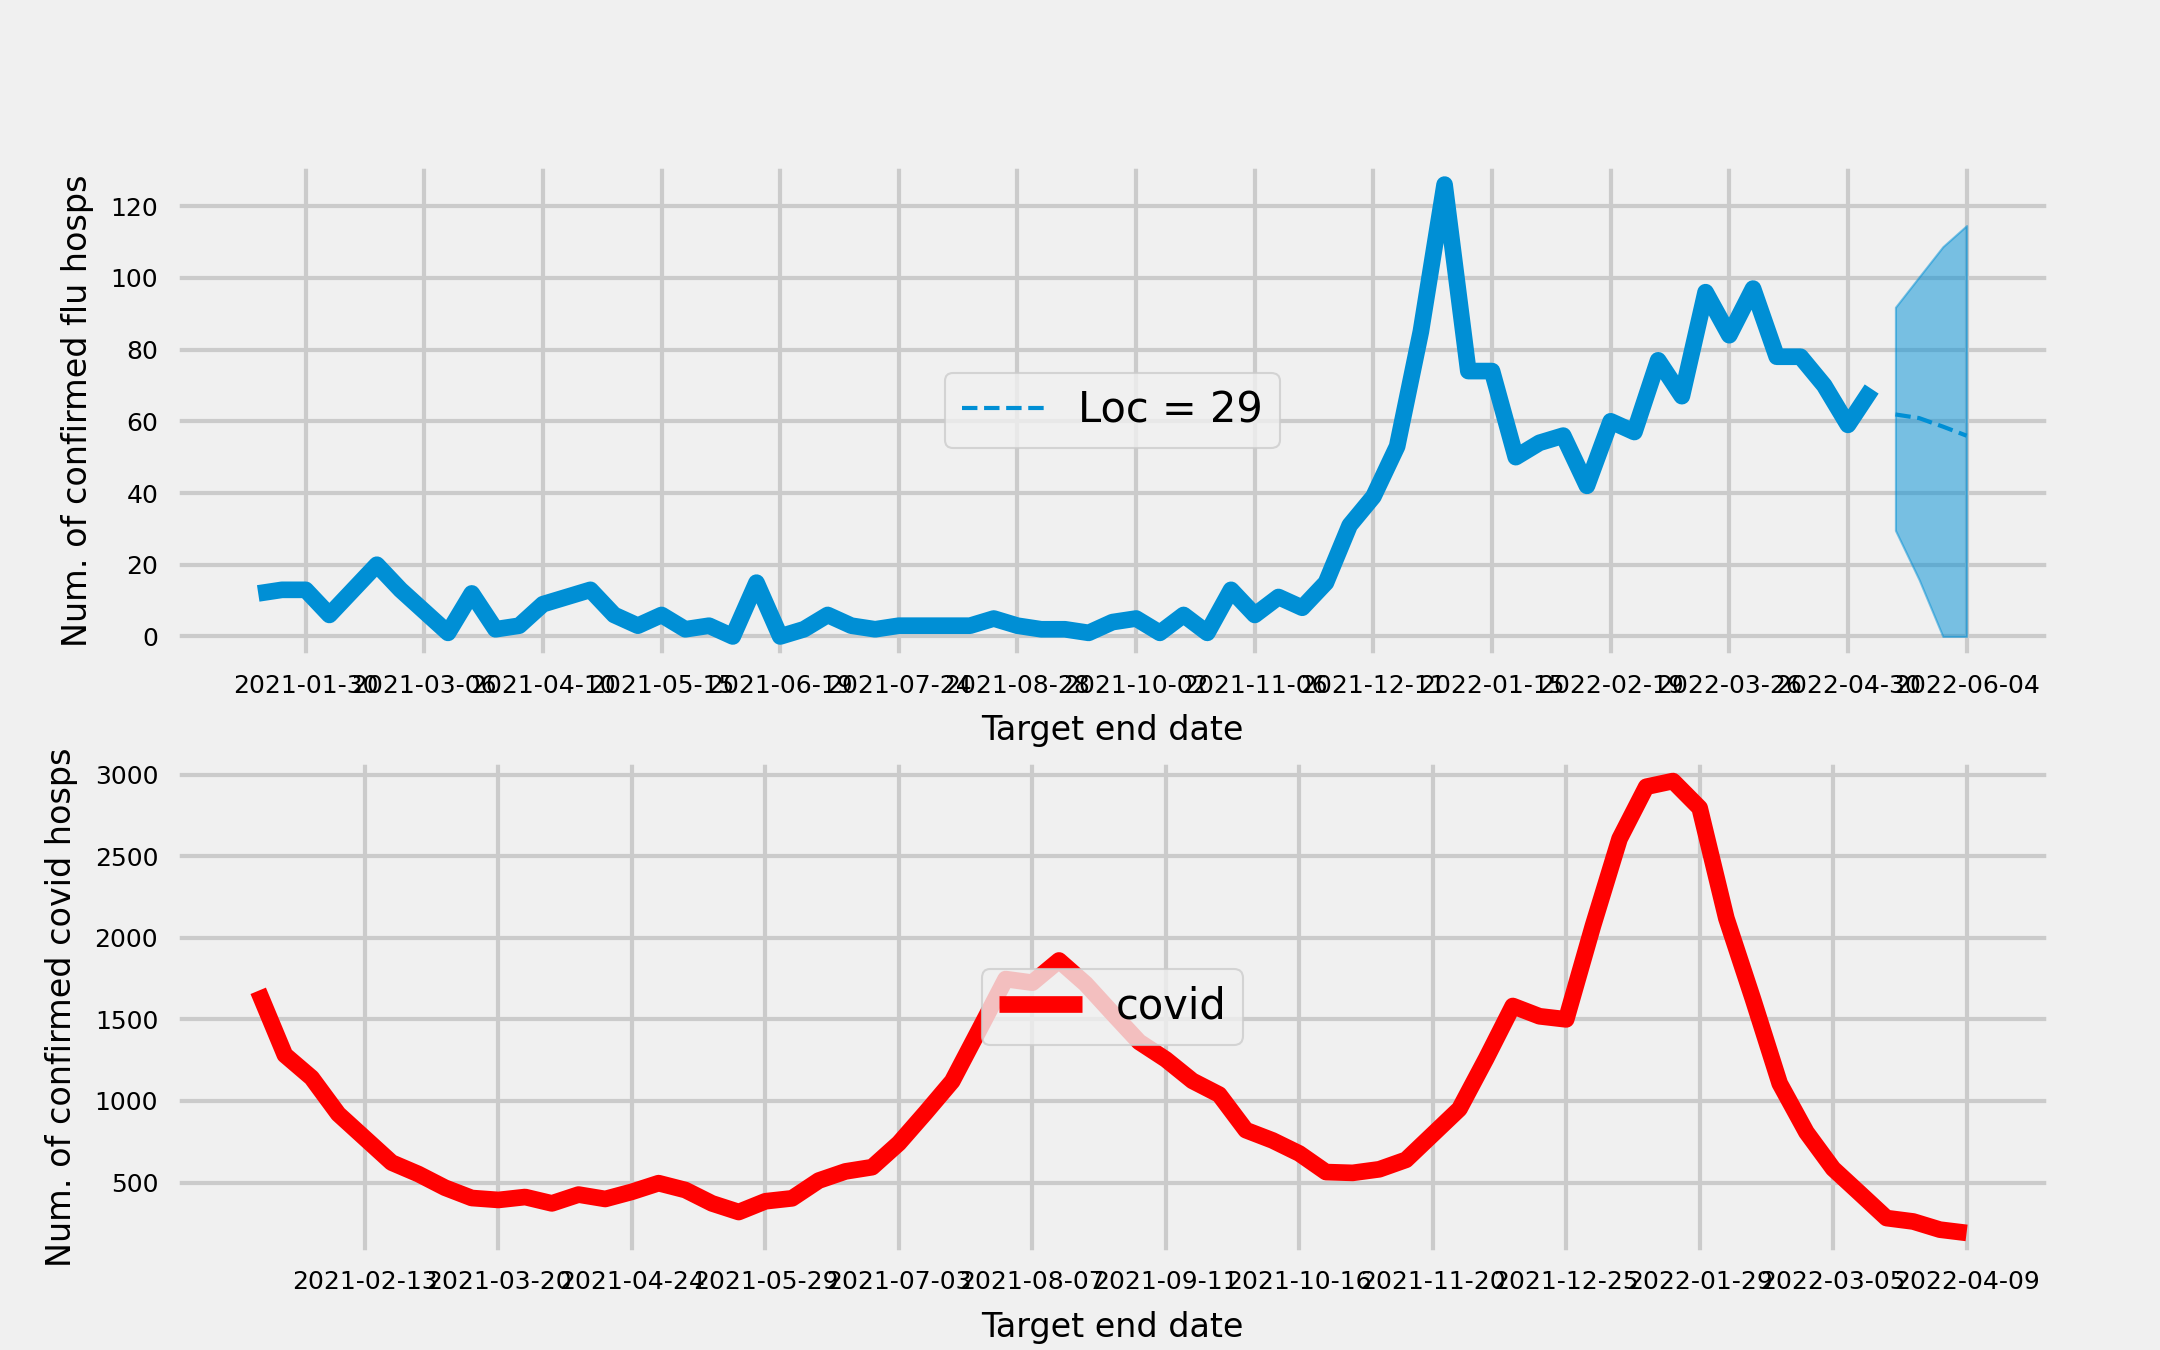 Num. of confirmed flu hosps
120
100
80
60
40
20
0
Loc = 29
2021-01-30 2021-03-06 2021-04-10 2021-05-15 2021-06-19 2021-07-24 2021-08-28 2021-10-02 2021-11-06 2021-12-11 2022-01-15 2022-02-19 2022-03-26 2022-04-30 2022-06-04
Target end date
Num. of confirmed covid hosps
3000
2500
2000
1500
1000
500
covid
2021-02-13 2021-03-20 2021-04-24 2021-05-29 2021-07-03 2021-08-07 2021-09-11 2021-10-16 2021-11-20 2021-12-25 2022-01-29 2022-03-05 2022-04-09
Target end date